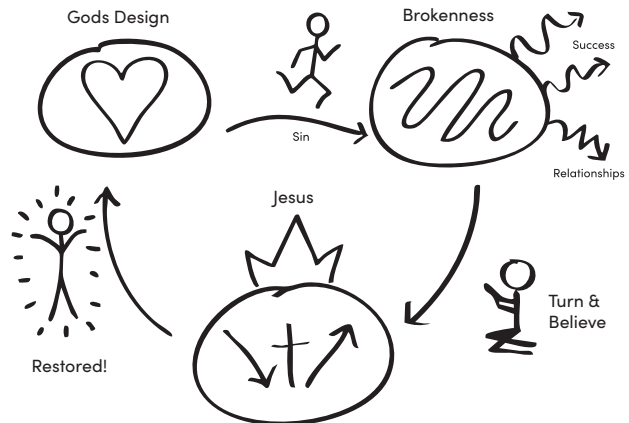 Gods Design
Brokenness
Success
Sin
Relationships
Jesus
Turn &
Believe
Restored!